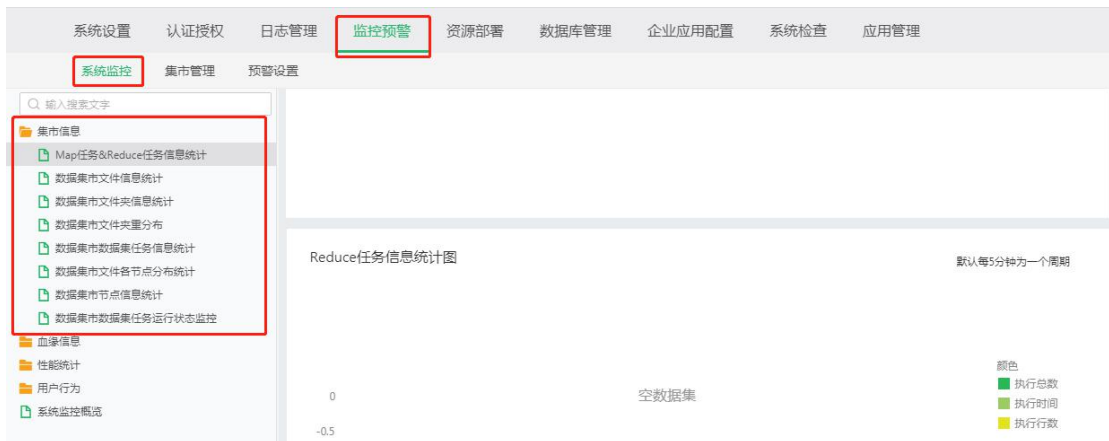 系统设置 认证授权 日志管理 监控预警 资源部署 数据库管理 企业应用配置 系统检查 应用管理
系统监控 集市管理 预警设置
输入搜索文字
集市信息
Map任务&Reduce任务信息统计
数据集市文件信息统计
数据集市文件夹信息统计
数据集市文件夹重分布
数据集市数据集任务信息统计
数据集市文件各节点分布统计
数据集市节点信息统计
数据集市数据集任务运行状态监控
血缘信息
性能统计
用户行为
系统监控概览
Reduce任务信息统计图
默认每5分钟为一个周期
颜色
执行总数
执行时间
执行行数
0
空数据集
-0.5